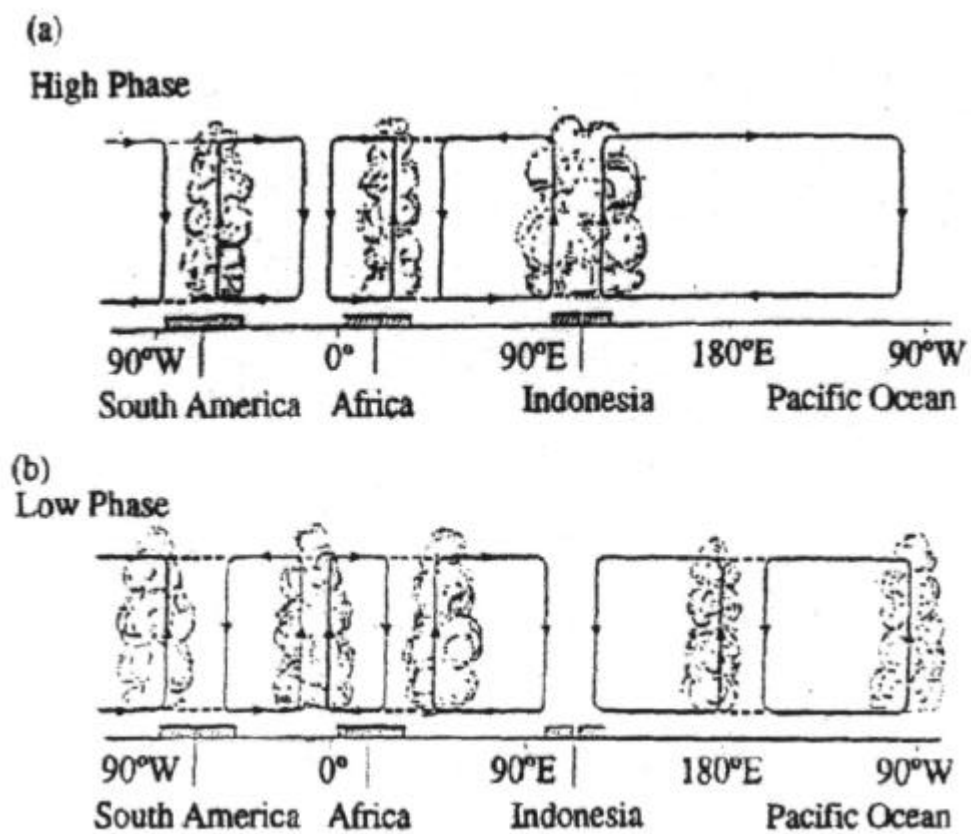 (a)
High Phase
90°W 0° 90°E 180°E 90°W
South America Africa Indonesia Pacific Ocean
(b)
Low Phase
90°W 0° 90°E 180°E 90°W
South America Africa Indonesia Pacific Ocean